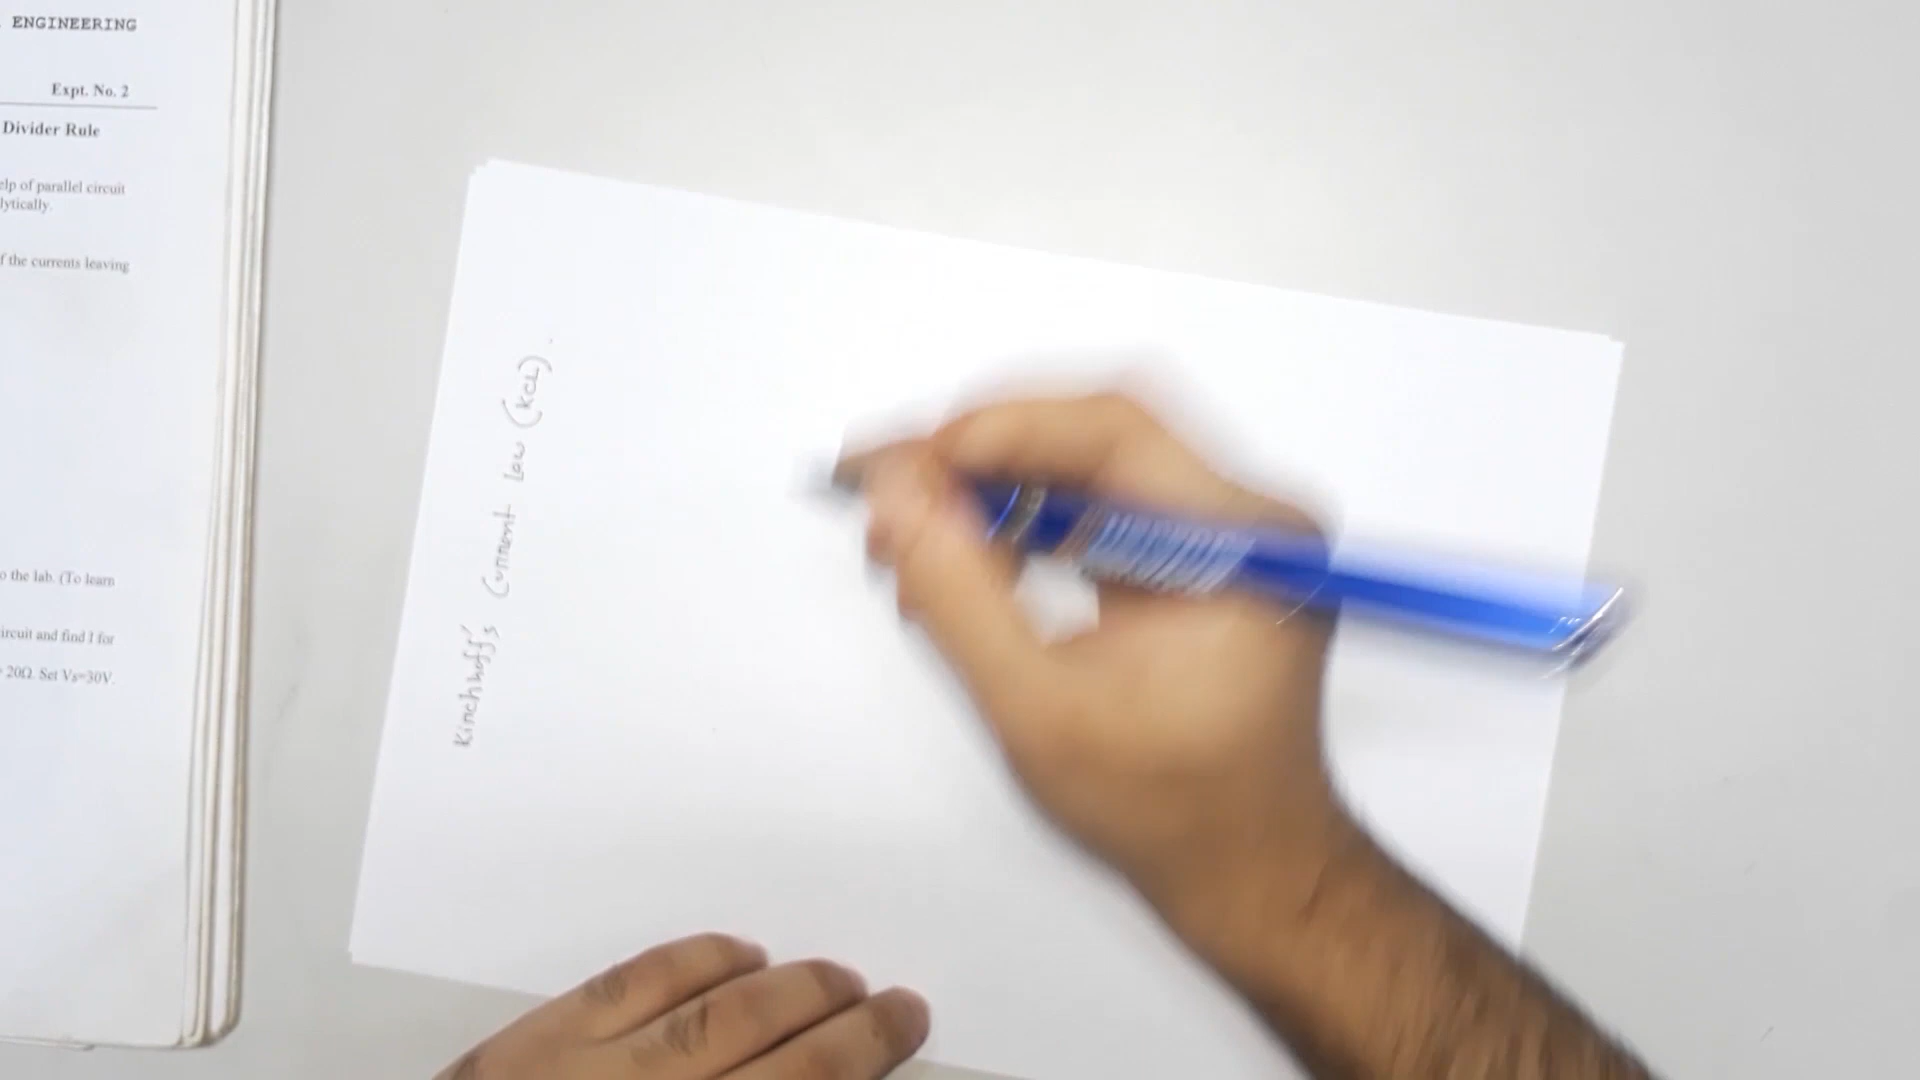 ENGINEERING
Expt. No. 2
Divider Rule
elp of parallel circuit
lytically.
f the currents leaving
o the lab. (To learn
ircuit and find I for
20Ω. Set Vs=30V.
Kirchhoff's Current Law (KCL).